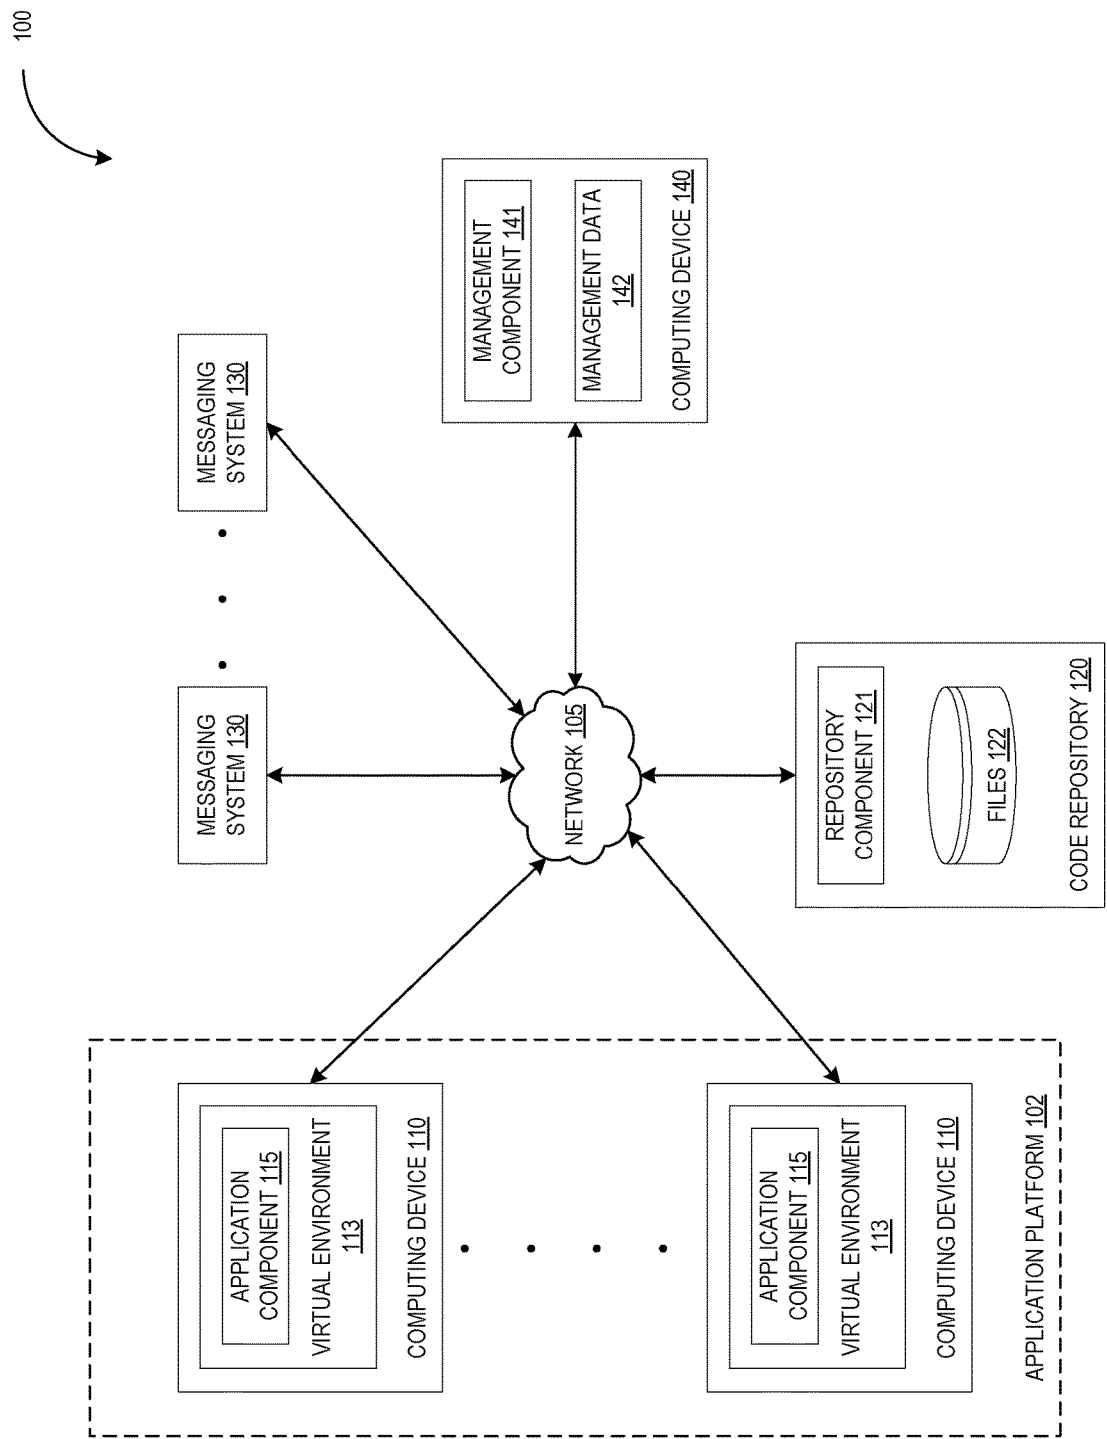 100
MESSAGING
SYSTEM 130
MESSAGING
SYSTEM 130
APPLICATION
COMPONENT 115
VIRTUAL ENVIRONMENT
113
COMPUTING DEVICE 110
NETWORK 105
MANAGEMENT
COMPONENT 141
MANAGEMENT DATA
142
COMPUTING DEVICE 140
APPLICATION
COMPONENT 115
VIRTUAL ENVIRONMENT
113
COMPUTING DEVICE 110
APPLICATION PLATFORM 102
REPOSITORY
COMPONENT 121
FILES 122
CODE REPOSITORY 120